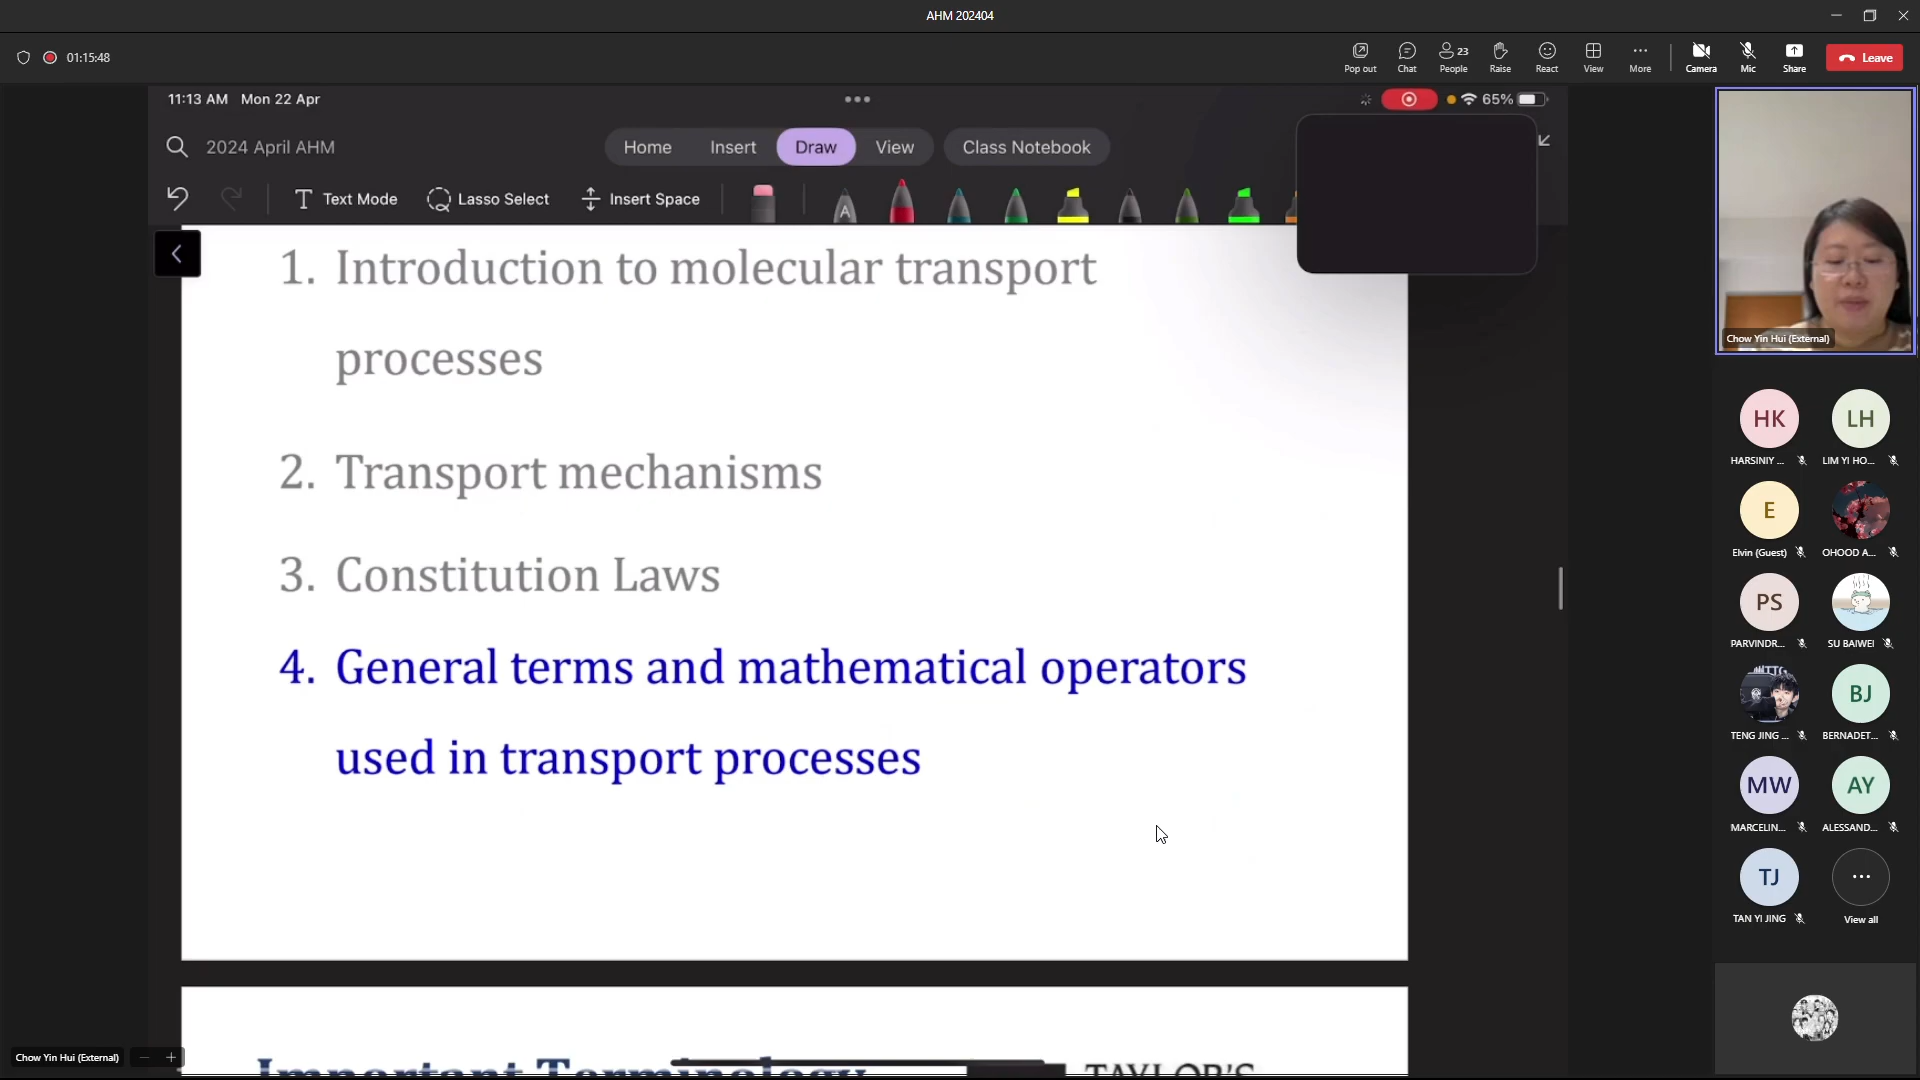 AHM 202404
01:15:48
Pop out
Chat
23
People
Raise
React
View
More
Camera
Mic
Share
Leave
11:13 AM Mon 22 Apr
65%
2024 April AHM
Home
Insert
Draw
View
Class Notebook
Text Mode
Lasso Select
Insert Space
A
1. Introduction to molecular transport
processes
2. Transport mechanisms
3. Constitution Laws
4. General terms and mathematical operators
used in transport processes
Important Terminology
TAYLOR'S
Chow Yin Hui (External)
Chow Yin Hui (External)
HK
LH
HARSINIY ...
LIM YI HO...
E
Elvin (Guest)
OHOOD A...
PS
PARVINDR...
SU BAIWEI
TENG JING ...
BJ
BERNADET...
MW
AY
MARCELIN...
ALESSAND...
TJ
TAN YI JING
View all